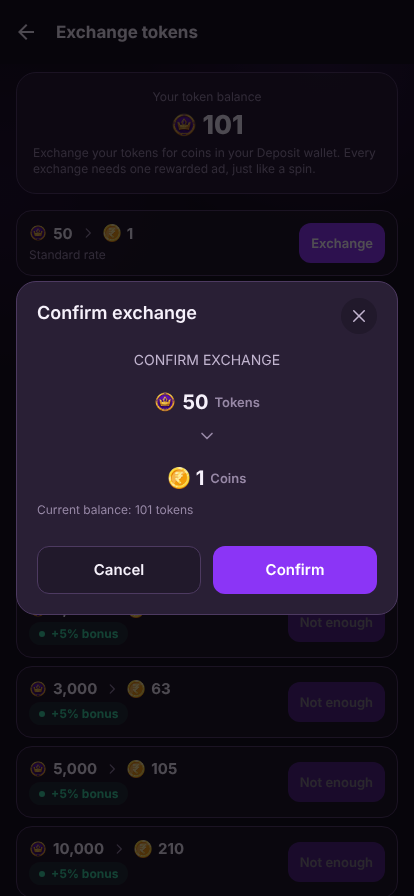 Exchange tokens
Your token balance
101
Exchange your tokens for coins in your Deposit wallet. Every
exchange needs one rewarded ad, just like a spin.
50 > 1
Standard rate
Exchange
Confirm exchange
CONFIRM EXCHANGE
50 Tokens
1 Coins
Current balance: 101 tokens
Cancel
Confirm
+5% bonus
Not enough
3,000 > 63
+5% bonus
Not enough
5,000 > 105
+5% bonus
Not enough
10,000 > 210
+5% bonus
Not enough